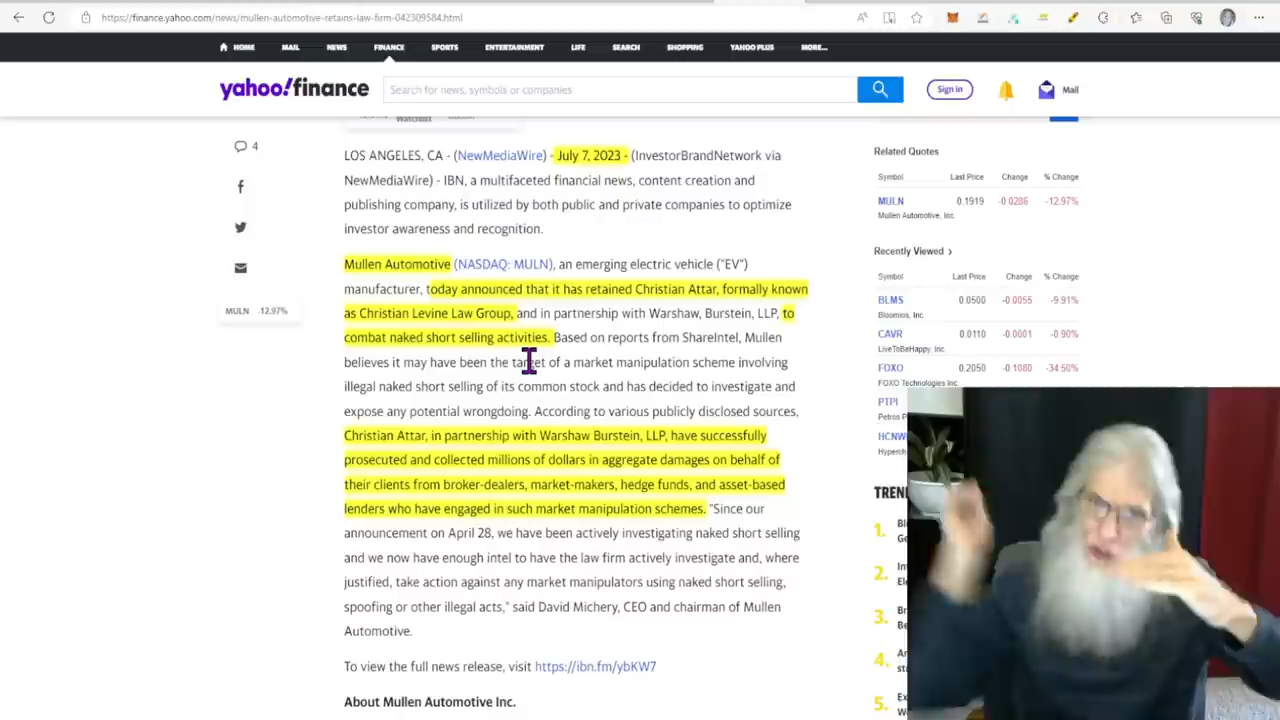 https://finance.yahoo.com/news/mullen-automotive-retains-law-firm-042309584.html
HOME MAIL NEWS FINANCE SPORTS ENTERTAINMENT LIFE SEARCH SHOPPING YAHOO PLUS MORE...
yahoo!finance
Search for news, symbols or companies
Sign in
Mail
Watchlist
4
MULN -12.97%
LOS ANGELES, CA - (NewMediaWire) - July 7, 2023 - (InvestorBrandNetwork via
NewMediaWire) - IBN, a multifaceted financial news, content creation and
publishing company, is utilized by both public and private companies to optimize
investor awareness and recognition.
Mullen Automotive (NASDAQ: MULN), an emerging electric vehicle ("EV")
manufacturer, today announced that it has retained Christian Attar, formally known
as Christian Levine Law Group, and in partnership with Warshaw, Burstein, LLP, to
combat naked short selling activities. Based on reports from ShareIntel, Mullen
believes it may have been the target of a market manipulation scheme involving
illegal naked short selling of its common stock and has decided to investigate and
expose any potential wrongdoing. According to various publicly disclosed sources,
Christian Attar, in partnership with Warshaw Burstein, LLP, have successfully
prosecuted and collected millions of dollars in aggregate damages on behalf of
their clients from broker-dealers, market-makers, hedge funds, and asset-based
lenders who have engaged in such market manipulation schemes. "Since our
announcement on April 28, we have been actively investigating naked short selling
and we now have enough intel to have the law firm actively investigate and, where
justified, take action against any market manipulators using naked short selling,
spoofing or other illegal acts," said David Michery, CEO and chairman of Mullen
Automotive.
To view the full news release, visit https://ibn.fm/ybKW7
About Mullen Automotive Inc.
Related Quotes
Symbol Last Price Change % Change
MULN 0.1919 -0.0286 -12.97%
Mullen Automotive, Inc.
Recently Viewed
Symbol Last Price Change % Change
BLMS 0.0500 -0.0055 -9.91%
Bloomios, Inc.
CAVR 0.0110 -0.0001 -0.90%
LiveToBeHappy, Inc.
FOXO 0.2050 -0.1080 -34.50%
FOXO Technologies Inc.
PTPI
Petros P
HCNW
Hyperch
TREN
1. Bl
Ge
2. Int
Ele
3. Br
Be
4. An
st
5. Ex
W